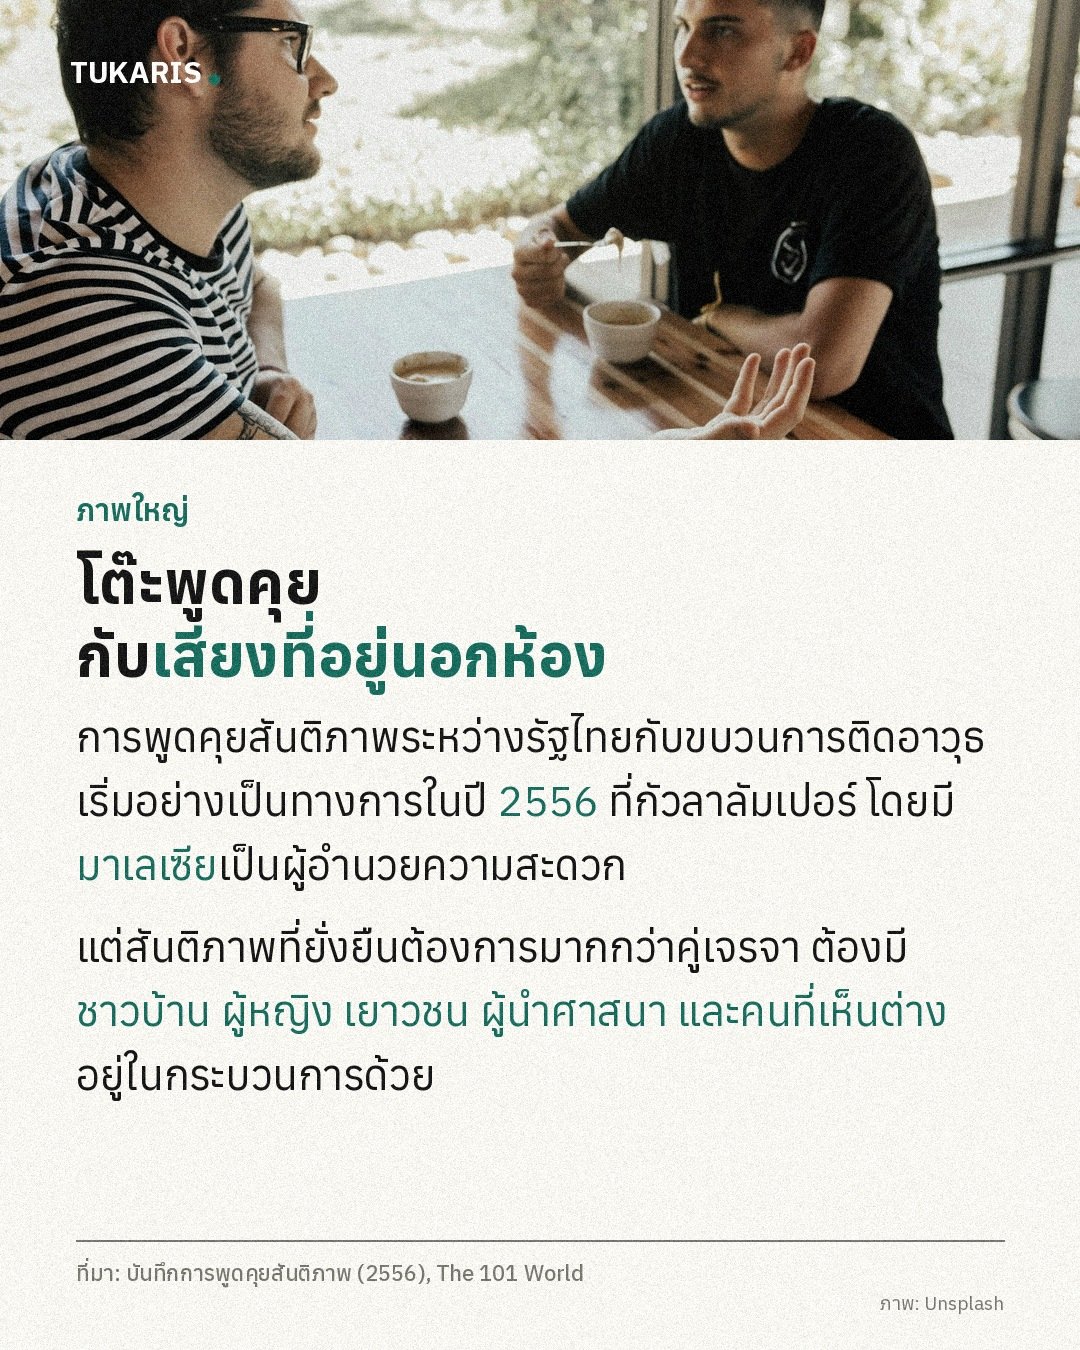 TUKARIS
ภาพใหญ่
โต๊ะพูดคุย
กับเสียงที่อยู่นอกห้อง
การพูดคุยสันติภาพระหว่างรัฐไทยกับขบวนการติดอาวุธ
เริ่มอย่างเป็นทางการในปี 2556 ที่กัวลาลัมเปอร์ โดยมี
มาเลเซียเป็นผู้อำนวยความสะดวก
แต่สันติภาพที่ยั่งยืนต้องการมากกว่าคู่เจรจา ต้องมี
ชาวบ้าน ผู้หญิง เยาวชน ผู้นำศาสนา และคนที่เห็นต่าง
อยู่ในกระบวนการด้วย
ที่มา: บันทึกการพูดคุยสันติภาพ (2556), The 101 World
ภาพ: Unsplash